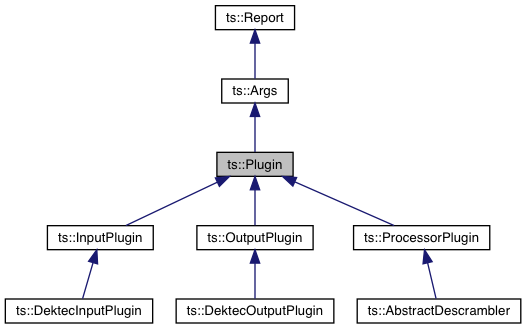 ts::Report
ts::Args
ts::Plugin
ts::InputPlugin ts::OutputPlugin ts::ProcessorPlugin
ts::DektecInputPlugin ts::DektecOutputPlugin ts::AbstractDescrambler